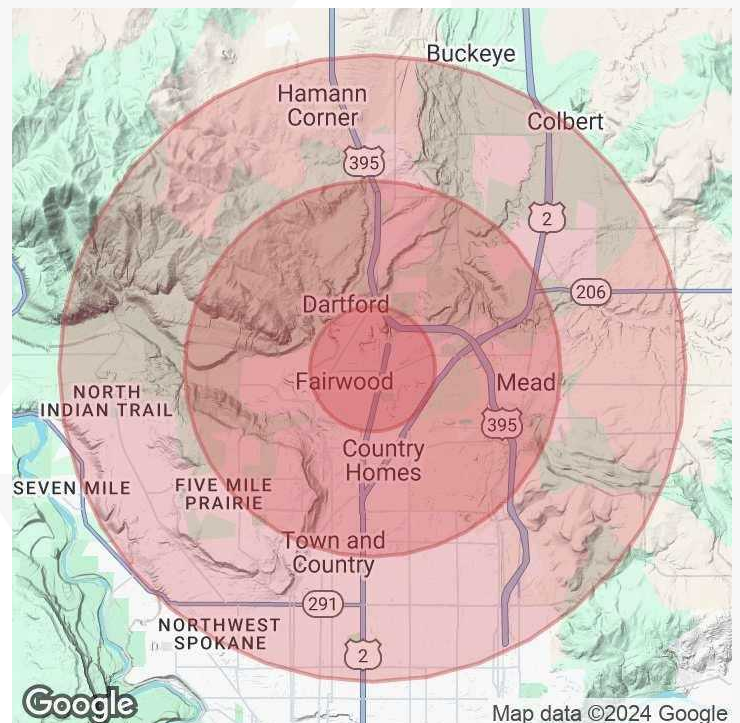 Buckeye
Hamann
Corner
Colbert
395
2
206
Dartford
Fairwood
Mead
NORTH
INDIAN TRAIL
395
Country
Homes
SEVEN MILE
FIVE MILE
PRAIRIE
Town and
Country
291
NORTHWEST
SPOKANE
2
Google
Map data ©2024 Google